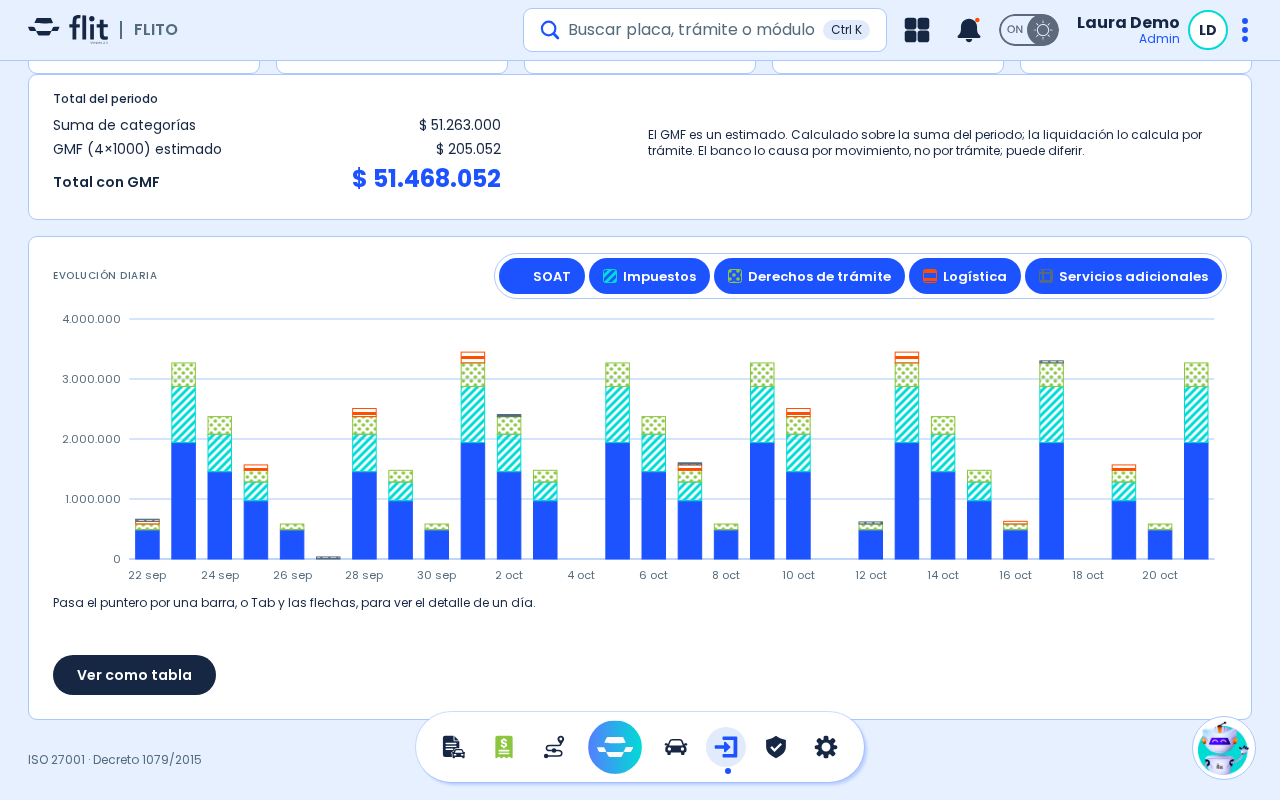 flit
FLITO
Buscar placa, trámite o módulo
Ctrl K
ON
Laura Demo
Admin
LD
Total del periodo
Suma de categorías
$ 51.263.000
GMF (4×1000) estimado
$ 205.052
Total con GMF
$ 51.468.052
El GMF es un estimado. Calculado sobre la suma del periodo; la liquidación lo calcula por
trámite. El banco lo causa por movimiento, no por trámite; puede diferir.
EVOLUCIÓN DIARIA
SOAT
Impuestos
Derechos de trámite
Logística
Servicios adicionales
4.000.000
3.000.000
2.000.000
1.000.000
0
22 sep
24 sep
26 sep
28 sep
30 sep
2 oct
4 oct
6 oct
8 oct
10 oct
12 oct
14 oct
16 oct
18 oct
20 oct
Pasa el puntero por una barra, o Tab y las flechas, para ver el detalle de un día.
Ver como tabla
ISO 27001 · Decreto 1079/2015